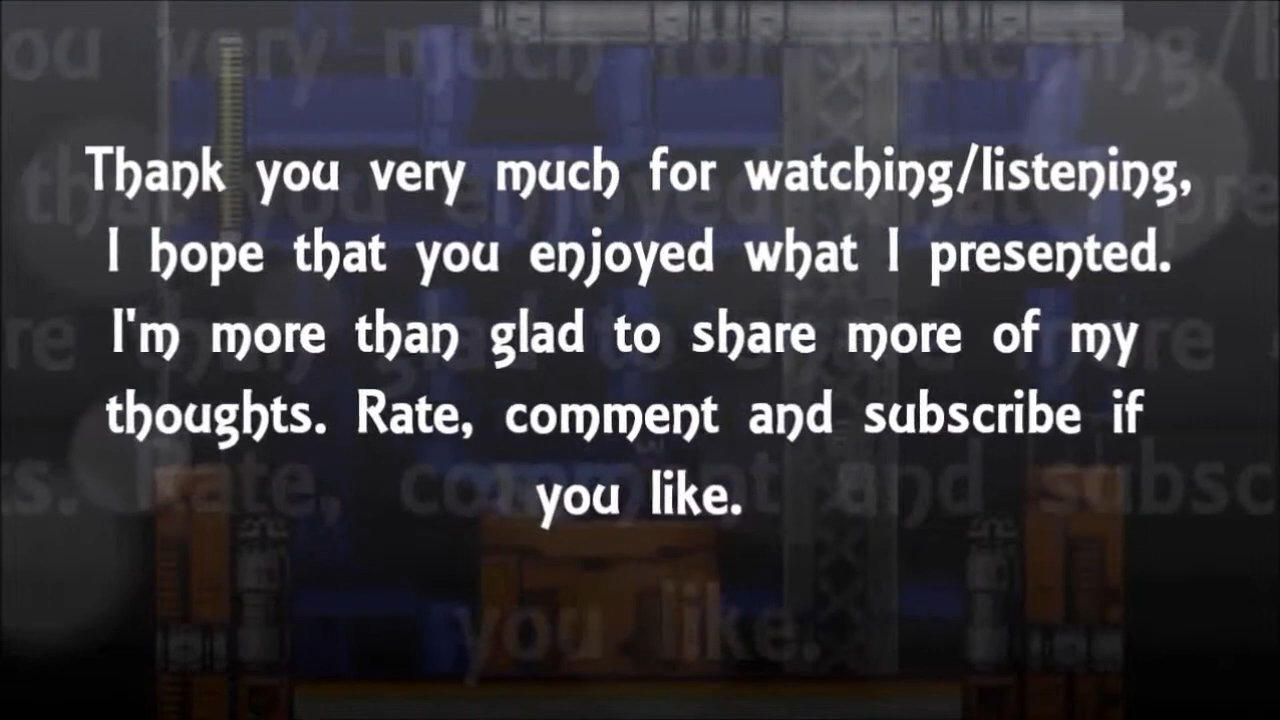 Thank you very much for watching/listening,
I hope that you enjoyed what I presented.
I'm more than glad to share more of my
thoughts. Rate, comment and subscribe if
you like.